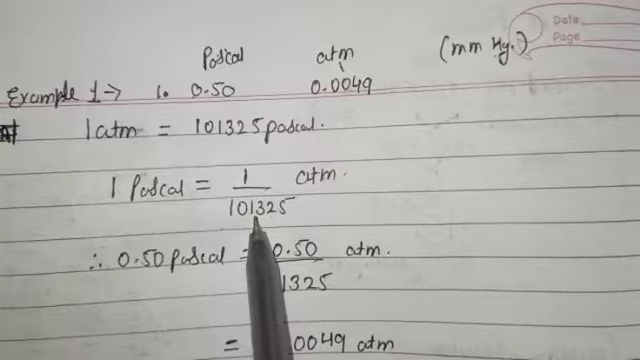 Date
Page
Pascal atm (mm Hg.)
Example 1→ 1. 0.50 0.0049
1 atm = 101325 pascal.
1 Pascal = 1 atm.
101325
∴ 0.50 pascal = 0.50 atm.
1325
= 0049 atm